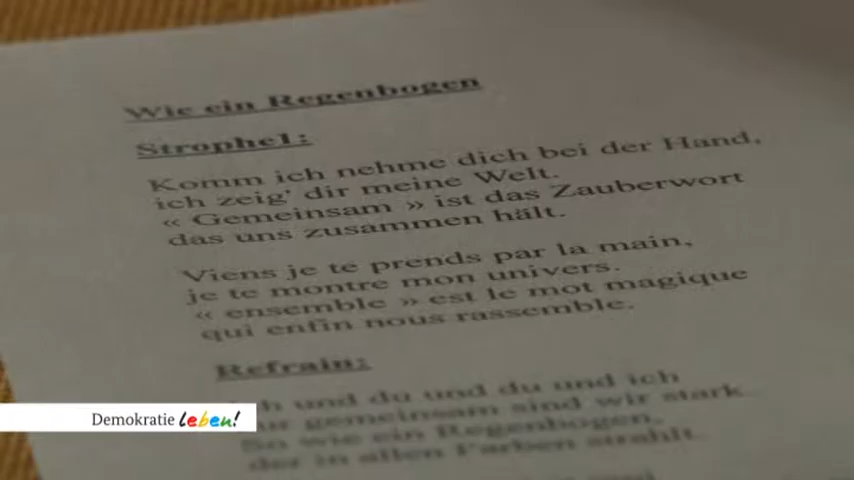 Wie ein Regenbogen
Strophe1:
Komm ich nehme dich bei der Hand,
ich zeig' dir meine Welt.
« Gemeinsam » ist das Zauberwort
das uns zusammen hält.
Viens je te prends par la main,
je te montre mon univers.
« ensemble » est le mot magique
qui enfin nous rassemble.
Refrain:
Ich und du und du und ich
nur gemeinsam sind wir stark.
So wie ein Regenbogen,
der in allen Farben strahlt.
Demokratie leben!